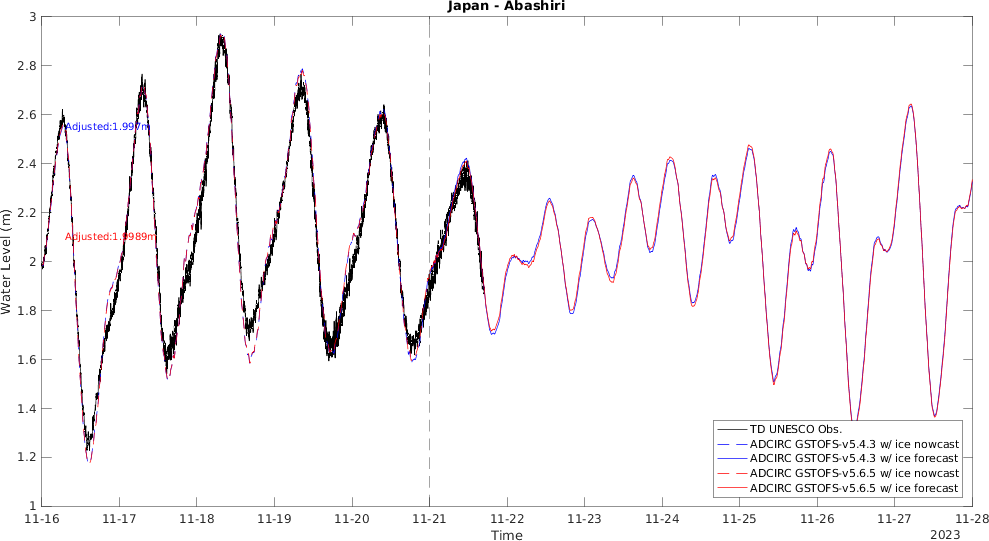 Japan - Abashiri
3
2.8
2.6
2.4
2.2
2
1.8
1.6
1.4
1.2
1
Water Level (m)
Adjusted:1.997m
Adjusted:1.9989m
TD UNESCO Obs.
ADCIRC GSTOFS-v5.4.3 w/ ice nowcast
ADCIRC GSTOFS-v5.4.3 w/ ice forecast
ADCIRC GSTOFS-v5.6.5 w/ ice nowcast
ADCIRC GSTOFS-v5.6.5 w/ ice forecast
11-16 11-17 11-18 11-19 11-20 11-21 11-22 11-23 11-24 11-25 11-26 11-27 11-28
Time
2023